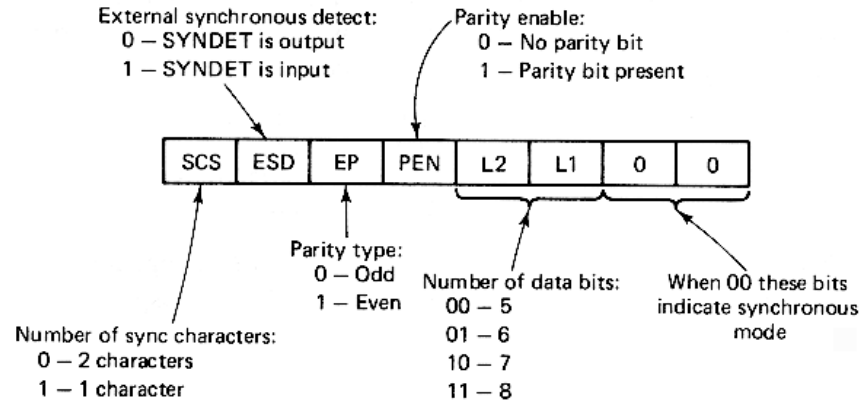 External synchronous detect:
0 — SYNDET is output
1 — SYNDET is input
Parity enable:
0 — No parity bit
1 — Parity bit present
SCS ESD EP PEN L2 L1 0 0
Parity type:
0 — Odd
1 — Even
Number of data bits:
00 — 5
01 — 6
10 — 7
11 — 8
When 00 these bits
indicate synchronous
mode
Number of sync characters:
0 — 2 characters
1 — 1 character